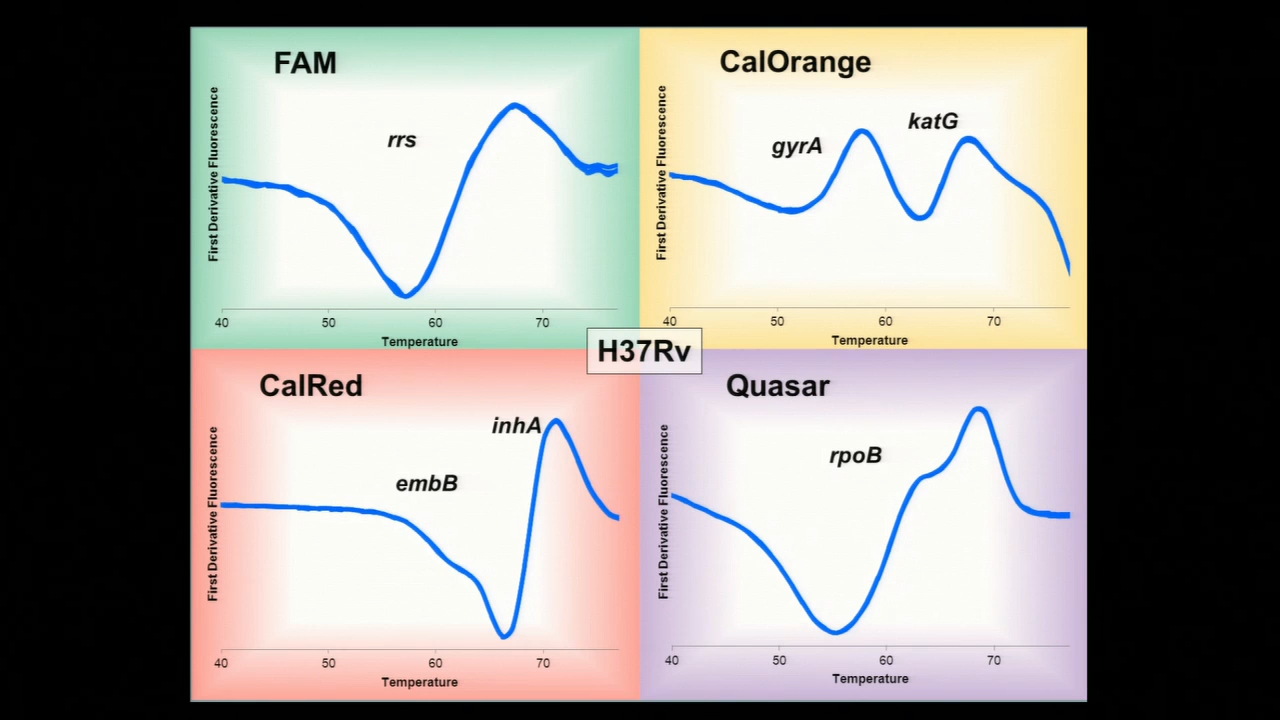 FAM
rrs
First Derivative Fluorescence
40 50 60 70
Temperature
CalOrange
gyrA
katG
First Derivative Fluorescence
40 50 60 70
Temperature
H37Rv
CalRed
inhA
embB
First Derivative Fluorescence
40 50 60 70
Temperature
Quasar
rpoB
First Derivative Fluorescence
40 50 60 70
Temperature